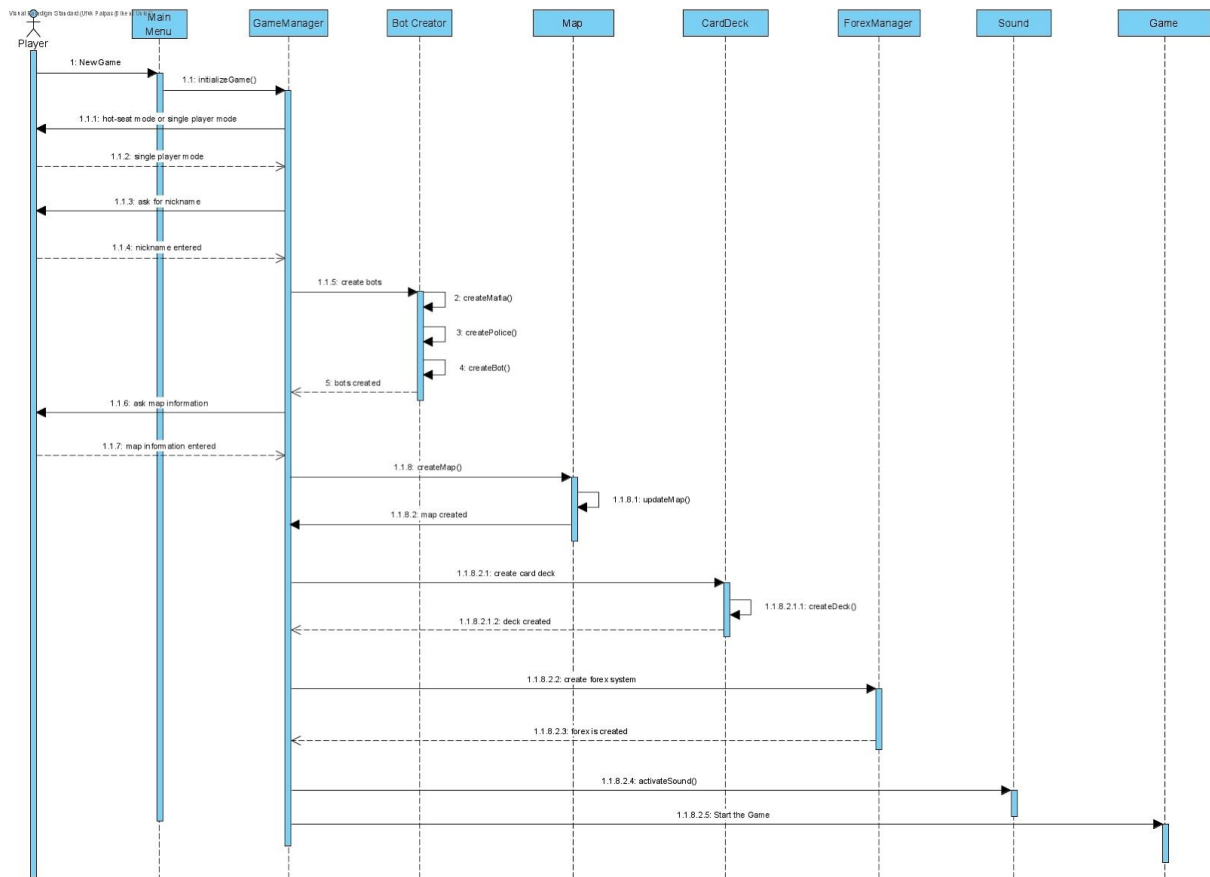 Visual Paradigm Standard
Player
Main
Menu
GameManager
Bot Creator
Map
CardDeck
ForexManager
Sound
Game
1: NewGame
1.1: initializeGame()
1.1.1: hot-seat mode or single player mode
1.1.2: single player mode
1.1.3: ask for nickname
1.1.4: nickname entered
1.1.5: create bots
2: createMafia()
3: createPolice()
4: createBot()
5: bots created
1.1.6: ask map information
1.1.7: map information entered
1.1.8: createMap()
1.1.8.1: updateMap()
1.1.8.2: map created
1.1.8.2.1: create card deck
1.1.8.2.1.1: createDeck()
1.1.8.2.1.2: deck created
1.1.8.2.2: create forex system
1.1.8.2.3: forex is created
1.1.8.2.4: activateSound()
1.1.8.2.5: Start the Game